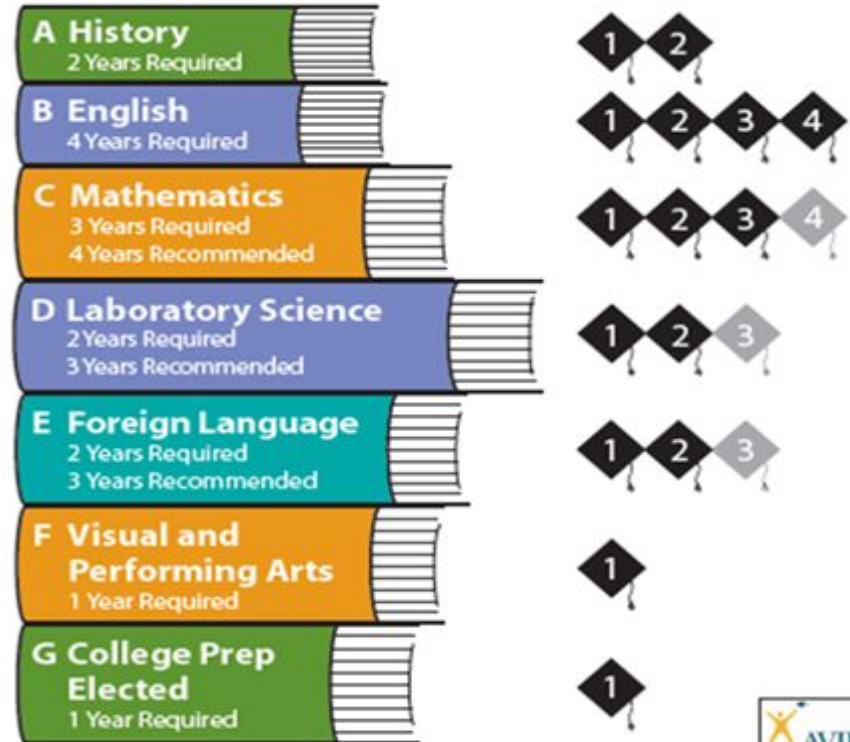 A History
2 Years Required
1 2
B English
4 Years Required
1 2 3 4
C Mathematics
3 Years Required
4 Years Recommended
1 2 3 4
D Laboratory Science
2 Years Required
3 Years Recommended
1 2 3
E Foreign Language
2 Years Required
3 Years Recommended
1 2 3
F Visual and
Performing Arts
1 Year Required
1
G College Prep
Elected
1 Year Required
1